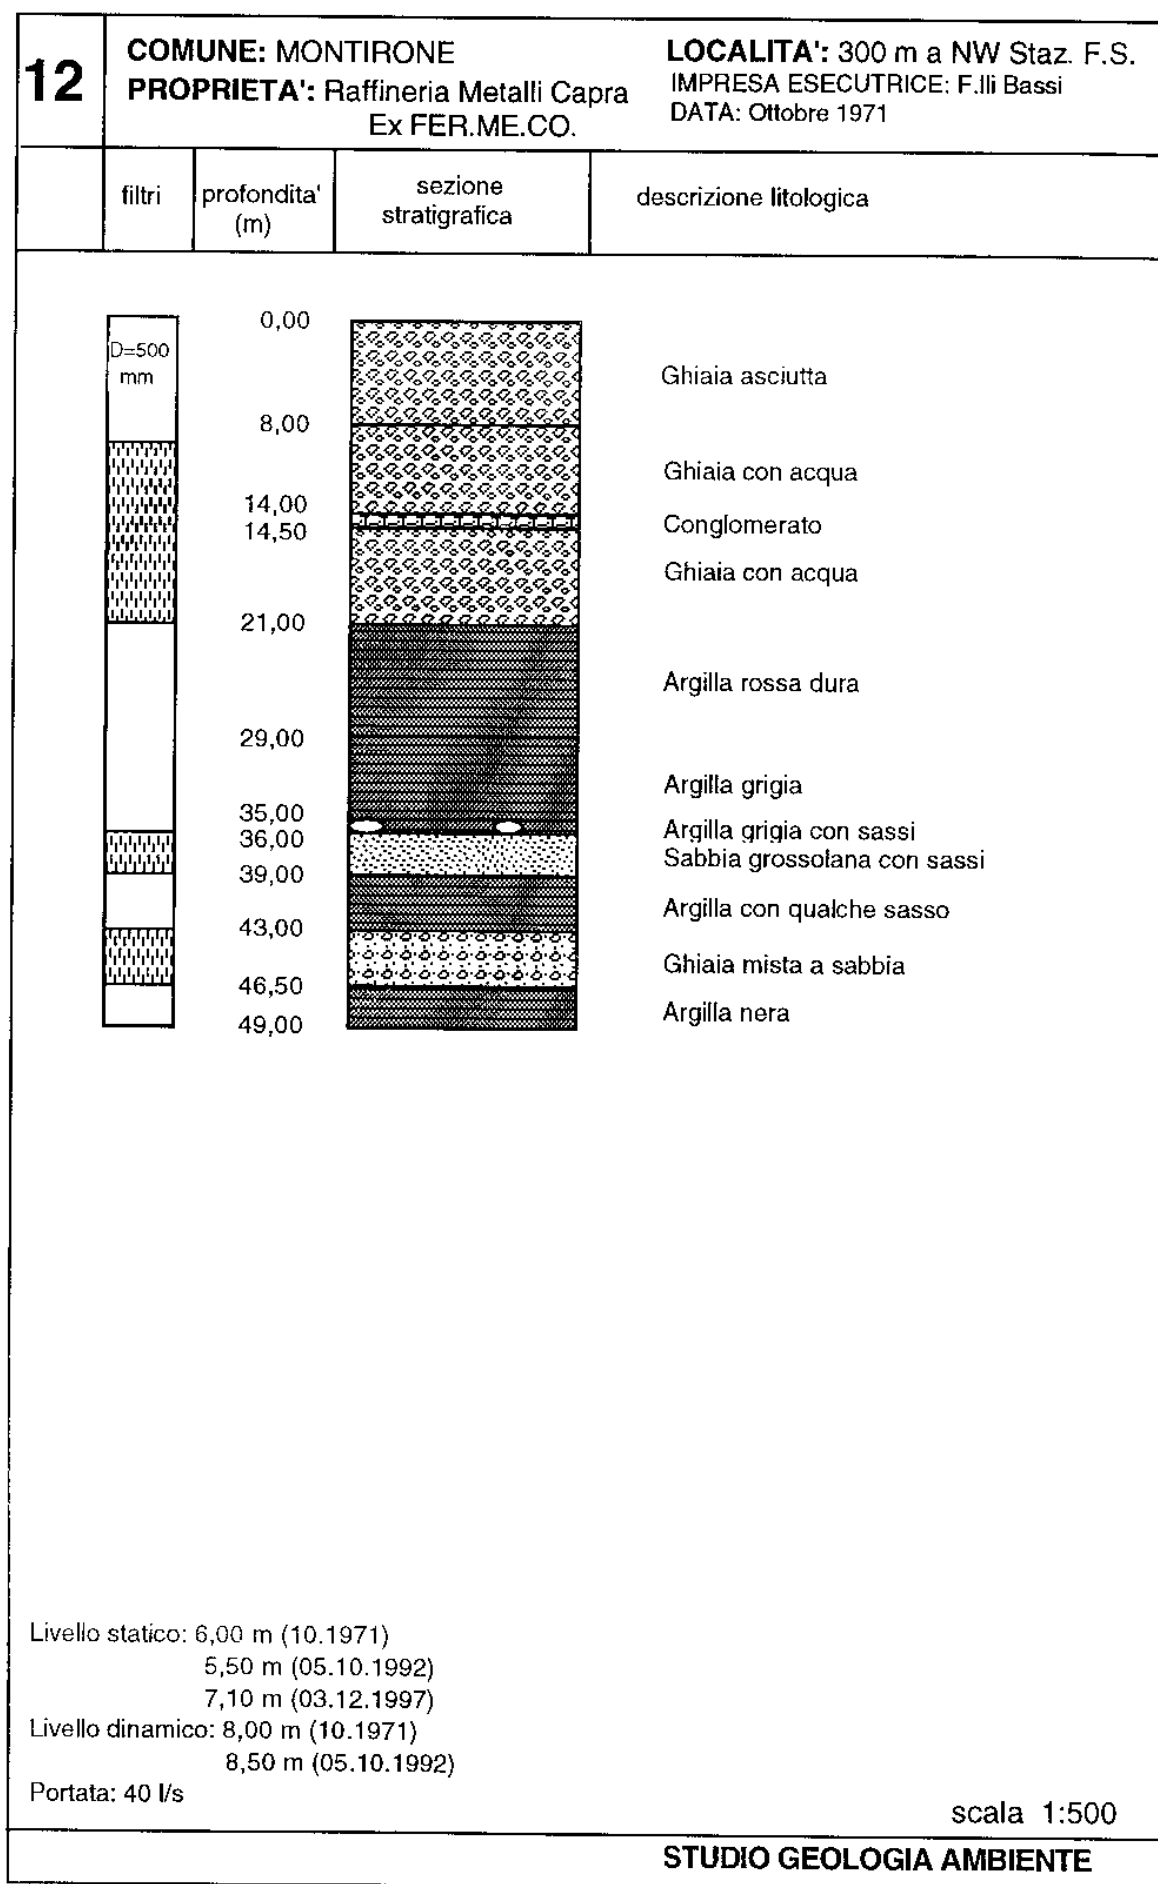 12
COMUNE: MONTIRONE
PROPRIETA': Raffineria Metalli Capra
Ex FER.ME.CO.
LOCALITA': 300 m a NW Staz. F.S.
IMPRESA ESECUTRICE: F.lli Bassi
DATA: Ottobre 1971
filtri
profondita'
(m)
sezione
stratigrafica
descrizione litologica
D=500
mm
0,00
Ghiaia asciutta
8,00
Ghiaia con acqua
14,00
Conglomerato
14,50
Ghiaia con acqua
21,00
Argilla rossa dura
29,00
Argilla grigia
35,00
Argilla grigia con sassi
36,00
Sabbia grossolana con sassi
39,00
Argilla con qualche sasso
43,00
Ghiaia mista a sabbia
46,50
Argilla nera
49,00
Livello statico: 6,00 m (10.1971)
5,50 m (05.10.1992)
7,10 m (03.12.1997)
Livello dinamico: 8,00 m (10.1971)
8,50 m (05.10.1992)
Portata: 40 l/s
scala 1:500
STUDIO GEOLOGIA AMBIENTE